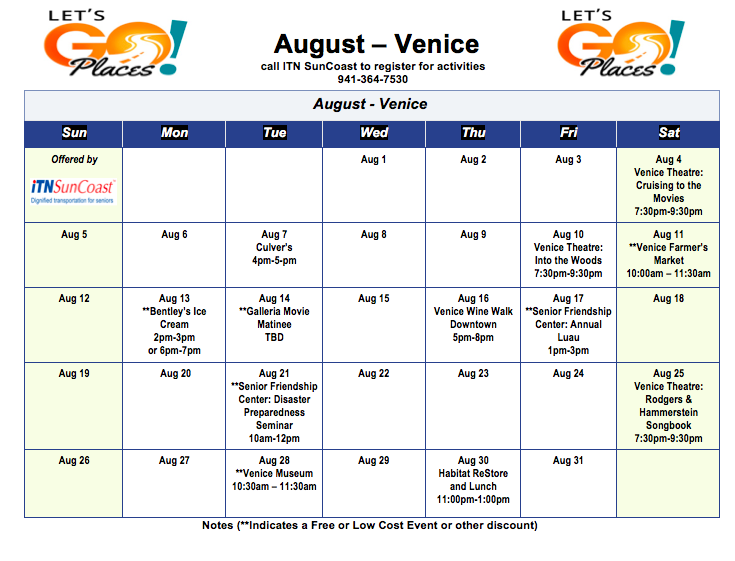 LET'S
GO!
Places
August – Venice
call ITN SunCoast to register for activities
941-364-7530
LET'S
GO!
Places
August - Venice
Sun Mon Tue Wed Thu Fri Sat
Offered by
iTNSunCoast
Dignified transportation for seniors
Aug 1
Aug 2
Aug 3
Aug 4
Venice Theatre:
Cruising to the
Movies
7:30pm-9:30pm
Aug 5
Aug 6
Aug 7
Culver's
4pm-5-pm
Aug 8
Aug 9
Aug 10
Venice Theatre:
Into the Woods
7:30pm-9:30pm
Aug 11
**Venice Farmer's
Market
10:00am – 11:30am
Aug 12
Aug 13
**Bentley's Ice
Cream
2pm-3pm
or 6pm-7pm
Aug 14
**Galleria Movie
Matinee
TBD
Aug 15
Aug 16
Venice Wine Walk
Downtown
5pm-8pm
Aug 17
**Senior Friendship
Center: Annual
Luau
1pm-3pm
Aug 18
Aug 19
Aug 20
Aug 21
**Senior Friendship
Center: Disaster
Preparedness
Seminar
10am-12pm
Aug 22
Aug 23
Aug 24
Aug 25
Venice Theatre:
Rodgers &
Hammerstein
Songbook
7:30pm-9:30pm
Aug 26
Aug 27
Aug 28
**Venice Museum
10:30am – 11:30am
Aug 29
Aug 30
Habitat ReStore
and Lunch
11:00pm-1:00pm
Aug 31
Notes (**Indicates a Free or Low Cost Event or other discount)